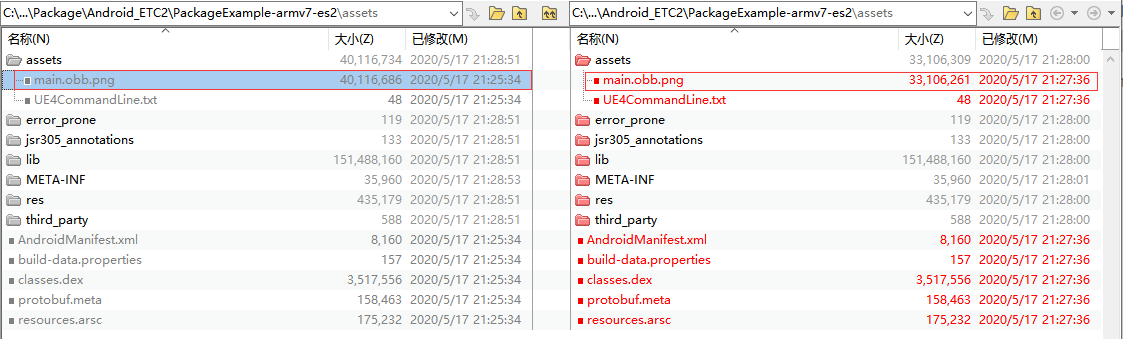 C:\...\Package\Android_ETC2\PackageExample-armv7-es2\assets
名称(N) 大小(Z) 已修改(M)
assets 40,116,734 2020/5/17 21:28:51
main.obb.png 40,116,686 2020/5/17 21:25:34
UE4CommandLine.txt 48 2020/5/17 21:25:34
error_prone 119 2020/5/17 21:28:51
jsr305_annotations 133 2020/5/17 21:28:51
lib 151,488,160 2020/5/17 21:28:51
META-INF 35,960 2020/5/17 21:28:53
res 435,179 2020/5/17 21:28:51
third_party 588 2020/5/17 21:28:51
AndroidManifest.xml 8,160 2020/5/17 21:25:34
build-data.properties 157 2020/5/17 21:25:34
classes.dex 3,517,556 2020/5/17 21:25:34
protobuf.meta 158,463 2020/5/17 21:25:34
resources.arsc 175,232 2020/5/17 21:25:34
C:\...\Android_ETC2\PackageExample-armv7-es2\assets
名称(N) 大小(Z) 已修改(M)
assets 33,106,309 2020/5/17 21:28:00
main.obb.png 33,106,261 2020/5/17 21:27:36
UE4CommandLine.txt 48 2020/5/17 21:27:36
error_prone 119 2020/5/17 21:28:00
jsr305_annotations 133 2020/5/17 21:28:00
lib 151,488,160 2020/5/17 21:28:00
META-INF 35,960 2020/5/17 21:28:01
res 435,179 2020/5/17 21:28:00
third_party 588 2020/5/17 21:28:00
AndroidManifest.xml 8,160 2020/5/17 21:27:36
build-data.properties 157 2020/5/17 21:27:36
classes.dex 3,517,556 2020/5/17 21:27:36
protobuf.meta 158,463 2020/5/17 21:27:36
resources.arsc 175,232 2020/5/17 21:27:36